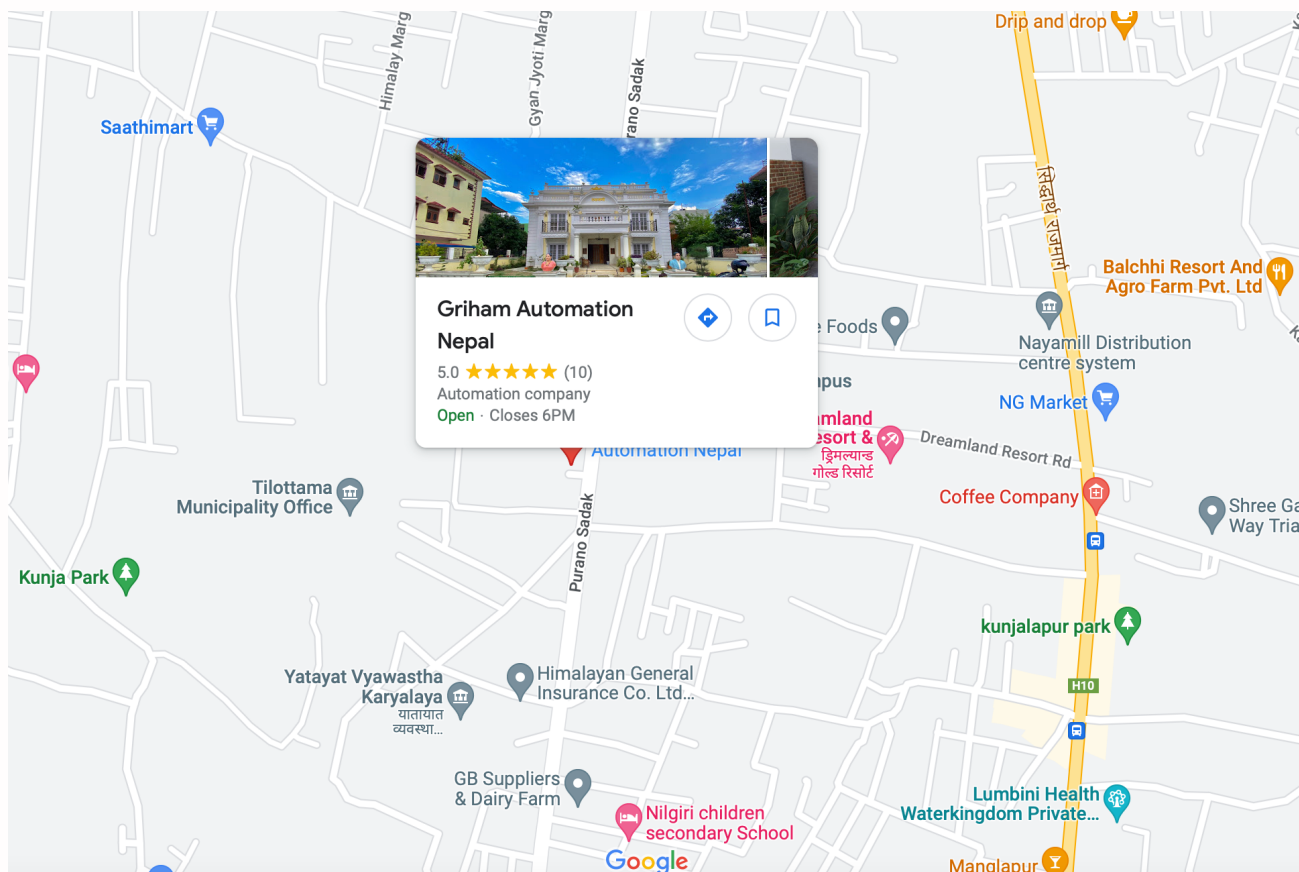 Drip and drop
Himalay Marg
Gyan Jyoti Marg
rano Sadak
Saathimart
सिद्धार्थ राजमार्ग
Balchhi Resort And
Agro Farm Pvt. Ltd
Griham Automation
Nepal
5.0 ★★★★★ (10)
Automation company
Open · Closes 6PM
e Foods
Nayamill Distribution
centre system
npus
NG Market
amland
esort &
ड्रिमल्यान्ड
गोल्ड रिसोर्ट
Dreamland Resort Rd
Automation Nepal
Tilottama
Municipality Office
Coffee Company
Shree Ga
Way Tria
Purano Sadak
Kunja Park
kunjalapur park
Yatayat Vyawastha
Karyalaya
यातायात
व्यवस्था...
Himalayan General
Insurance Co. Ltd...
H10
GB Suppliers
& Dairy Farm
Lumbini Health
Waterkingdom Private...
Nilgiri children
secondary School
Google
Manglapur